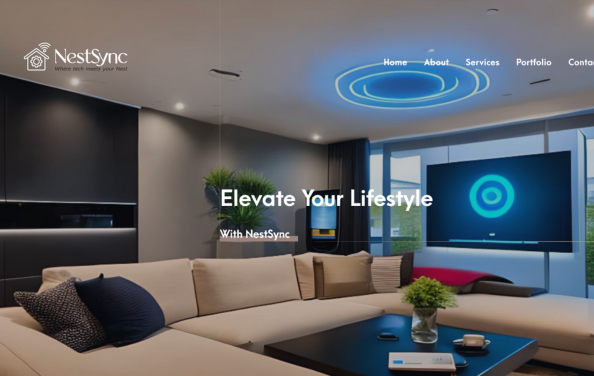 NestSync
Where tech meets your Nest
Home About Services Portfolio Contac
Elevate Your Lifestyle
With NestSync